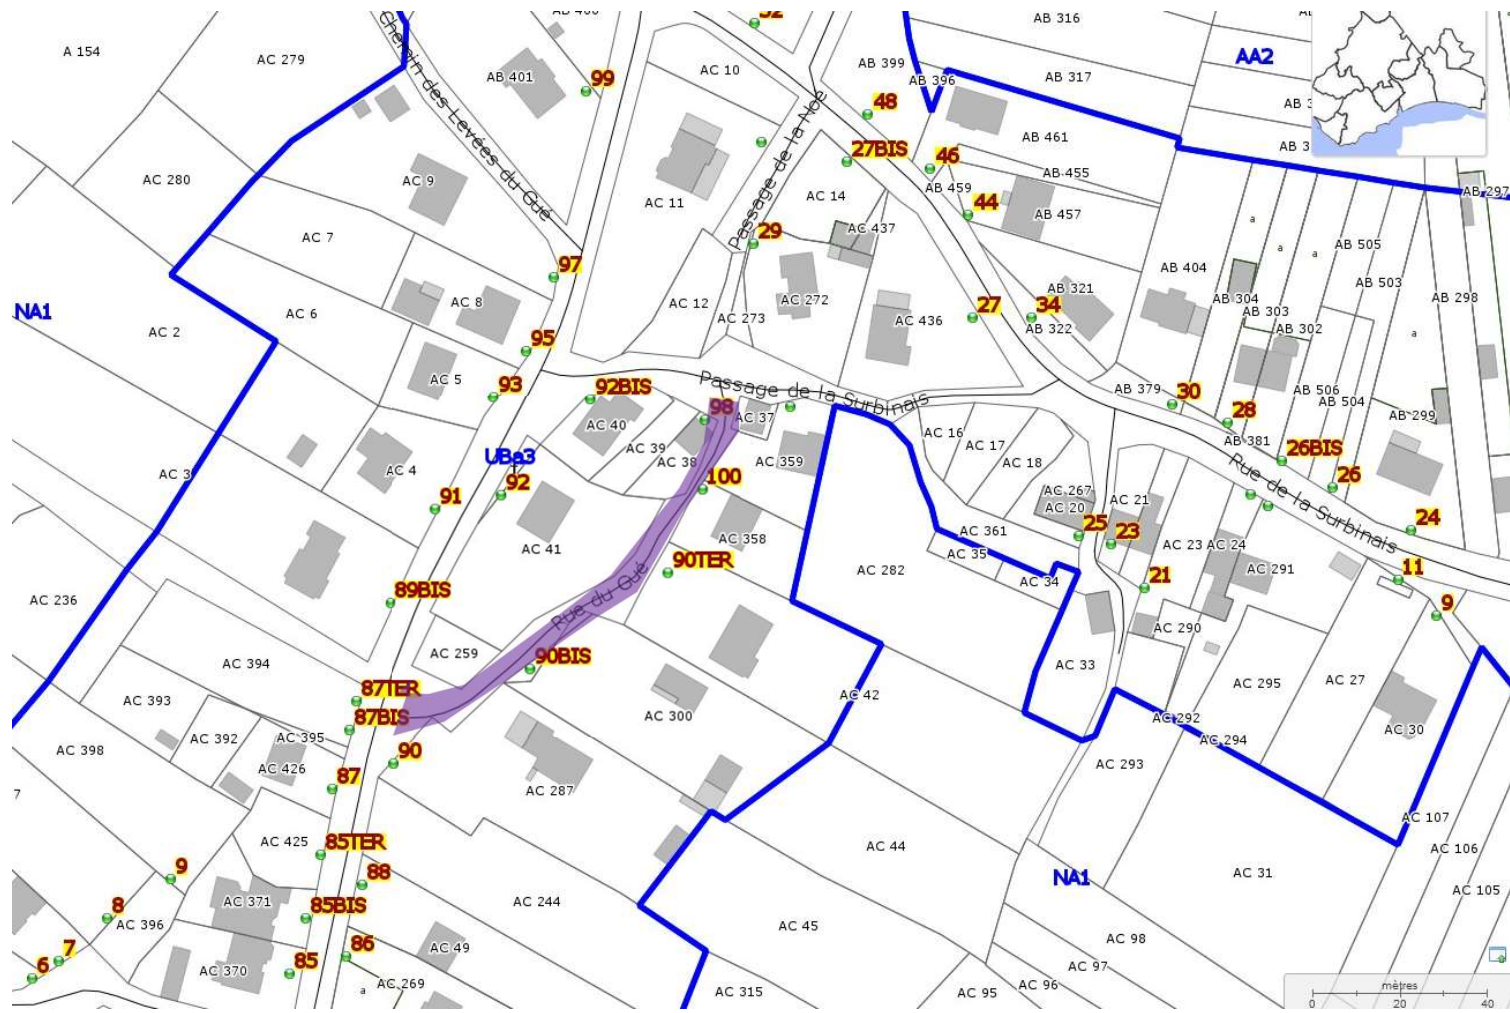 A 154
AC 279
AB 401
99
AC 10
AB 399
48
AB 396
AB 316
AA2
AB 317
Chemin des Levées du Gué
Passage de la Noë
27BIS
46
AB 461
AB 455
AB 297
AC 280
AC 9
AC 11
AC 14
AB 459
44
AB 457
a
AC 7
29
AC 437
a
a
AB 505
97
AC 8
AC 12
AC 272
AC 273
AC 436
27
34
AB 321
AB 322
AB 404
AB 304
AB 303
AB 302
AB 503
AB 298
NA1
AC 2
AC 6
95
a
AC 5
93
92BIS
98
Passage de la Surbinais
AC 37
AB 379
30
AB 506
AB 504
AB 299
28
AC 40
AC 39
AC 38
AC 359
AC 16
AC 17
AC 18
AB 381
26BIS
26
AC 3
AC 4
UBa3
92
100
AC 267
AC 20
AC 21
Rue de la Surbinais
91
AC 41
AC 358
AC 361
25
23
AC 23
AC 24
24
AC 35
AC 34
AC 282
21
AC 291
11
9
90TER
Rue du Gué
AC 236
89BIS
AC 290
AC 259
90BIS
AC 33
AC 394
AC 295
AC 27
AC 393
87TER
87BIS
AC 300
AC 42
AC 292
AC 294
AC 30
AC 398
AC 392
AC 395
AC 426
90
87
AC 287
AC 293
7
AC 107
AC 106
AC 105
AC 425
85TER
AC 44
9
88
NA1
AC 31
8
AC 396
AC 371
85BIS
AC 244
AC 45
AC 98
7
6
AC 370
85
86
AC 49
AC 269
a
AC 315
AC 95
AC 96
AC 97
mètres
0 20 40